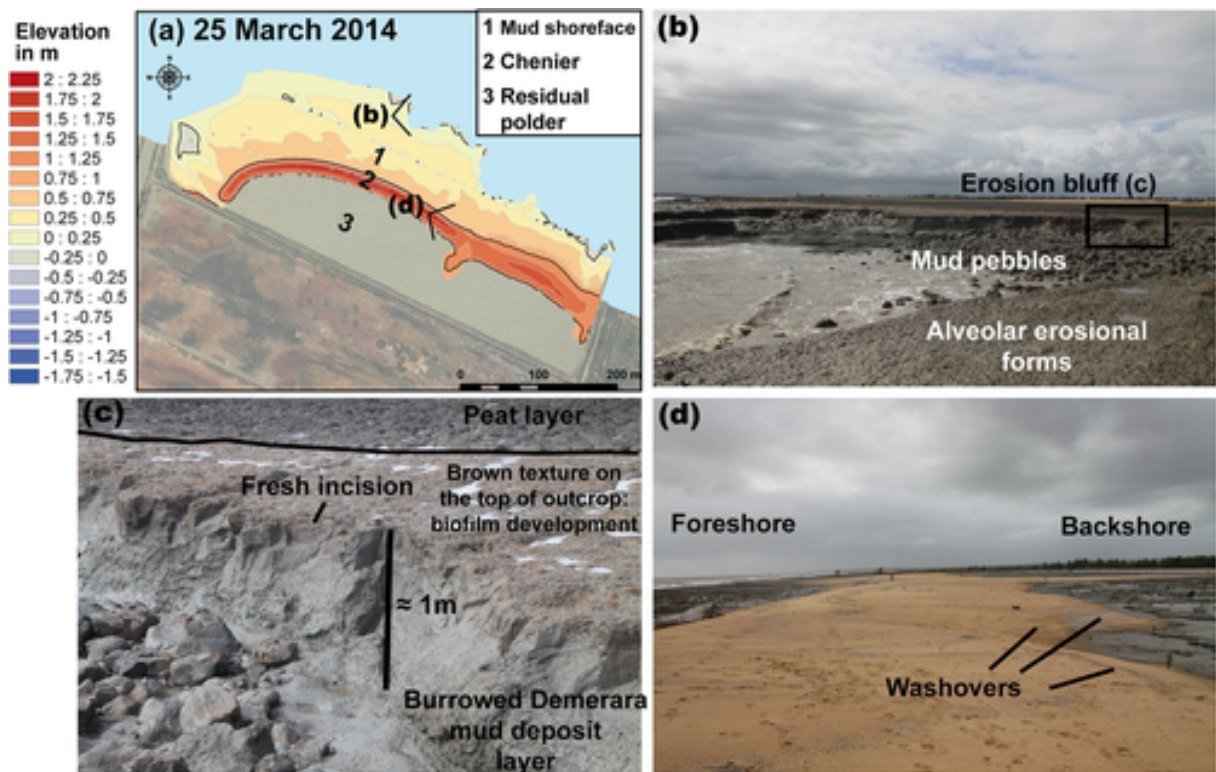 Elevation
in m
2 : 2.25
1.75 : 2
1.5 : 1.75
1.25 : 1.5
1 : 1.25
0.75 : 1
0.5 : 0.75
0.25 : 0.5
0 : 0.25
-0.25 : 0
-0.5 : -0.25
-0.75 : -0.5
-1 : -0.75
-1.25 : -1
-1.5 : -1.25
-1.75 : -1.5
(a) 25 March 2014
1 Mud shoreface
2 Chenier
3 Residual
polder
(b)
1
2
(d)
3
0 100 200 m
(b)
Erosion bluff (c)
Mud pebbles
Alveolar erosional
forms
(c)
Peat layer
Fresh incision
Brown texture on
the top of outcrop:
biofilm development
≈ 1m
Burrowed Demerara
mud deposit
layer
(d)
Foreshore
Backshore
Washovers